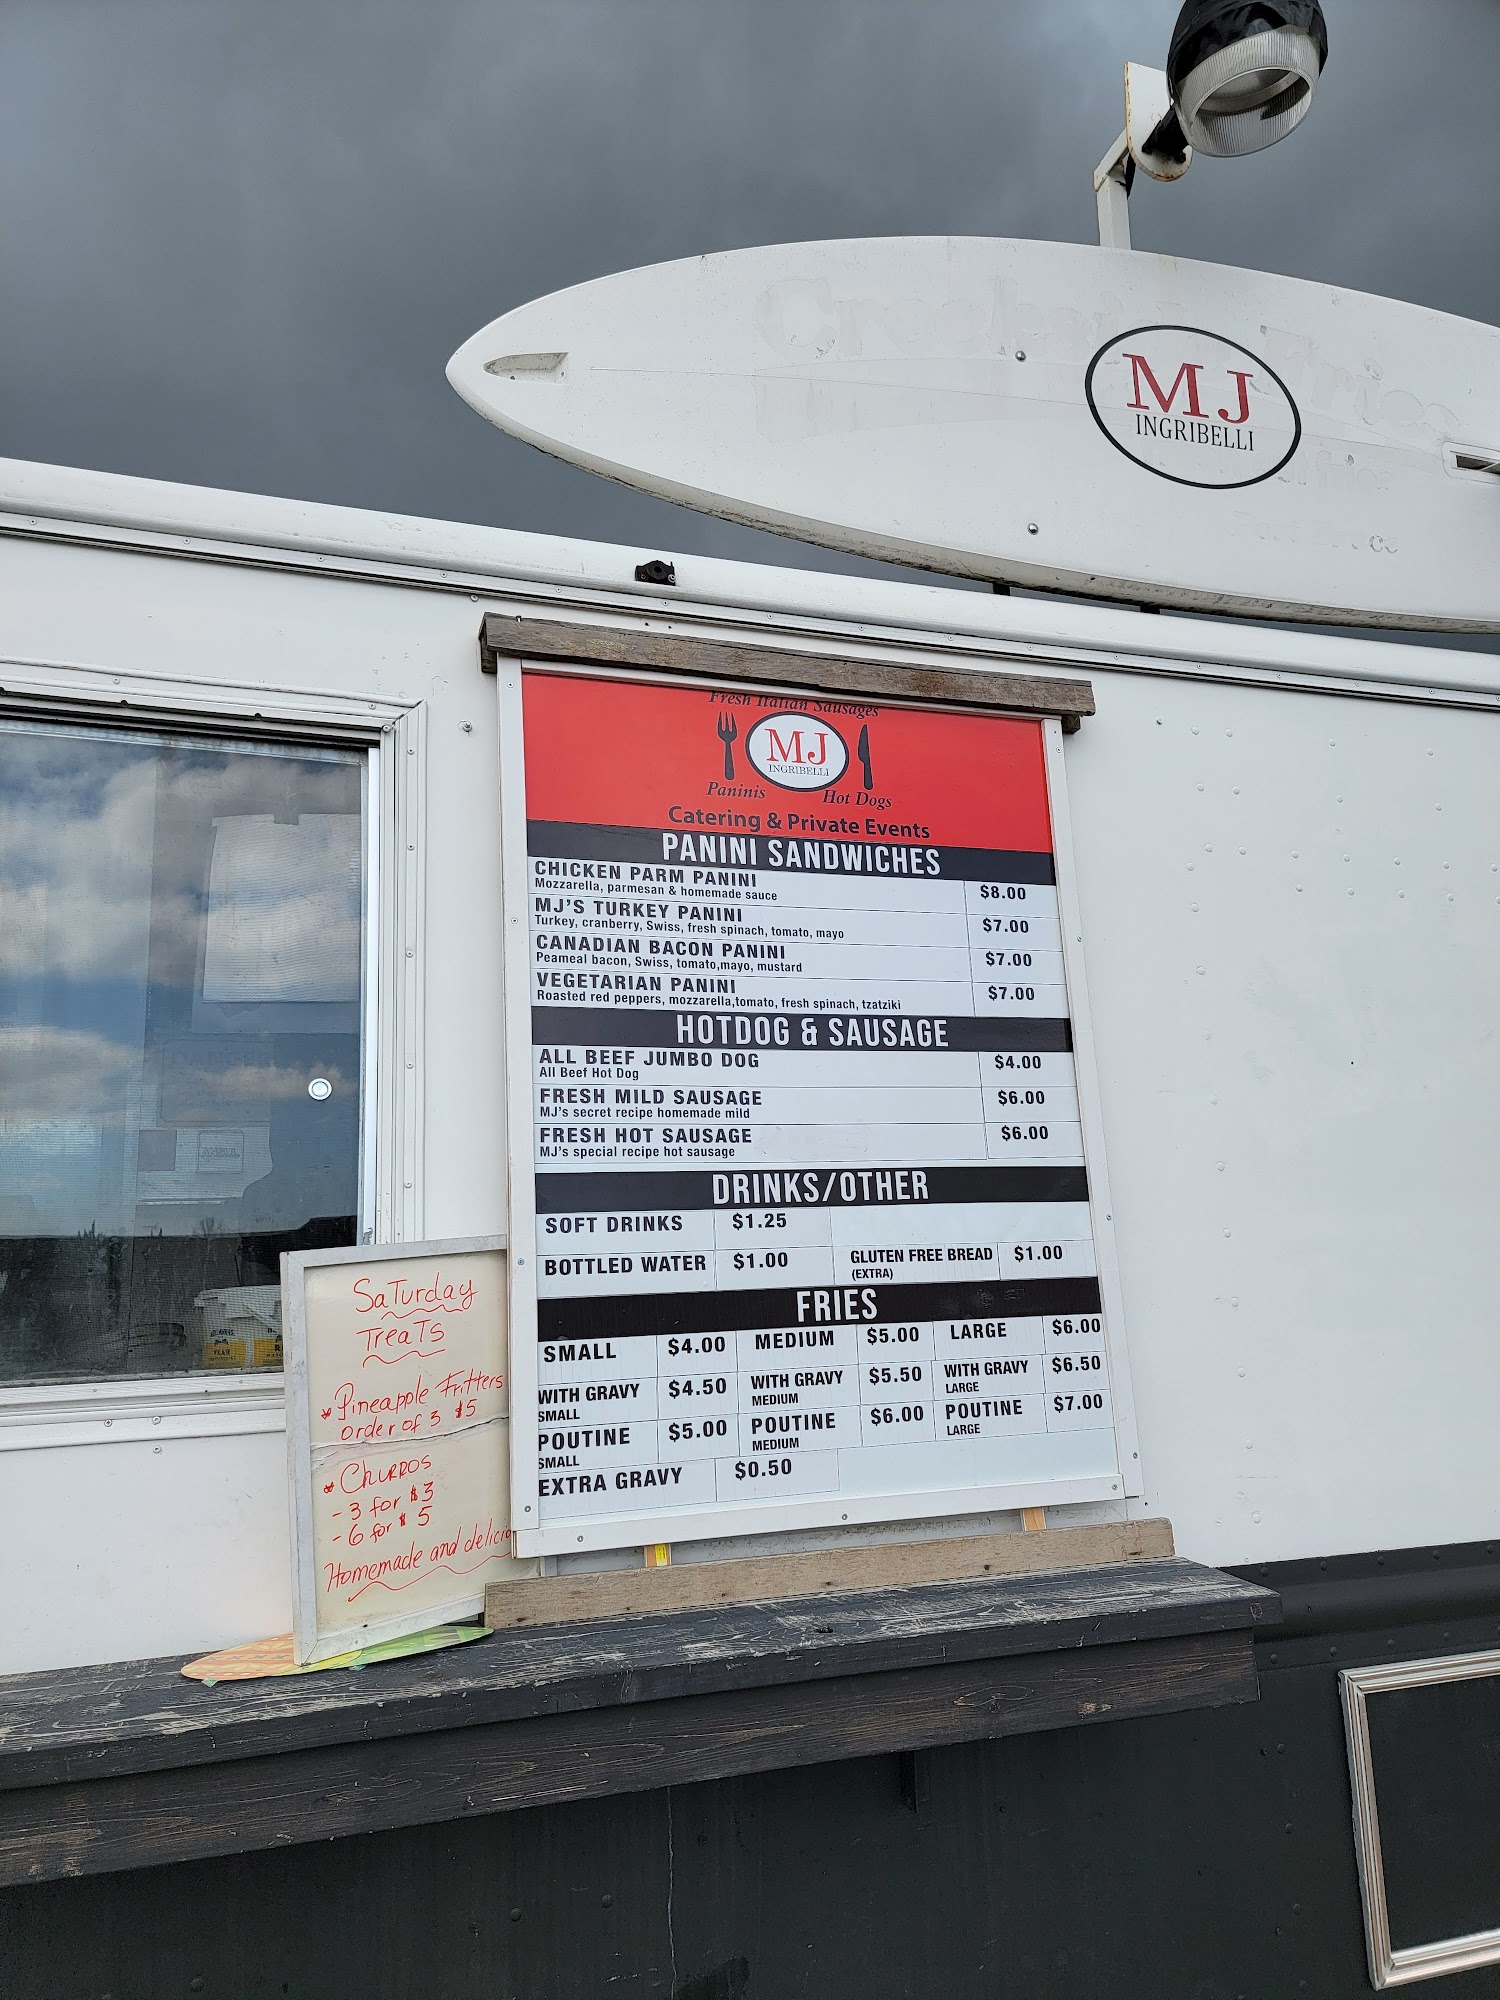 MJ
INGRIBELLI
Fresh Italian Sausages
MJ
INGRIBELLI
Paninis Hot Dogs
Catering & Private Events
PANINI SANDWICHES
CHICKEN PARM PANINI $8.00
Mozzarella, parmesan & homemade sauce
MJ'S TURKEY PANINI $7.00
Turkey, cranberry, Swiss, fresh spinach, tomato, mayo
CANADIAN BACON PANINI $7.00
Peameal bacon, Swiss, tomato,mayo, mustard
VEGETARIAN PANINI $7.00
Roasted red peppers, mozzarella,tomato, fresh spinach, tzatziki
HOTDOG & SAUSAGE
ALL BEEF JUMBO DOG $4.00
All Beef Hot Dog
FRESH MILD SAUSAGE $6.00
MJ's secret recipe homemade mild
FRESH HOT SAUSAGE $6.00
MJ's special recipe hot sausage
DRINKS/OTHER
SOFT DRINKS $1.25
BOTTLED WATER $1.00 GLUTEN FREE BREAD $1.00
(EXTRA)
FRIES
SMALL $4.00 MEDIUM $5.00 LARGE $6.00
WITH GRAVY $4.50 WITH GRAVY $5.50 WITH GRAVY $6.50
SMALL MEDIUM LARGE
POUTINE $5.00 POUTINE $6.00 POUTINE $7.00
SMALL MEDIUM LARGE
EXTRA GRAVY $0.50
Saturday
Treats
* Pineapple Fritters
order of 3 $5
* Churros
- 3 for $3
- 6 for $5
Homemade and delicio